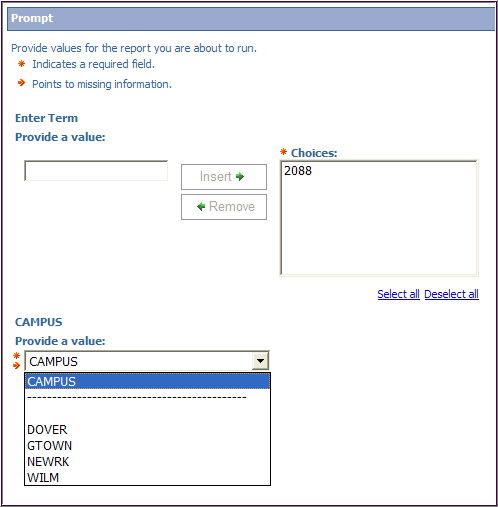 Prompt
Provide values for the report you are about to run.
Indicates a required field.
Points to missing information.
Enter Term
Provide a value:
Choices:
2088
Insert
Remove
Select all Deselect all
CAMPUS
Provide a value:
CAMPUS
CAMPUS
--------------------------------------------
DOVER
GTOWN
NEWRK
WILM